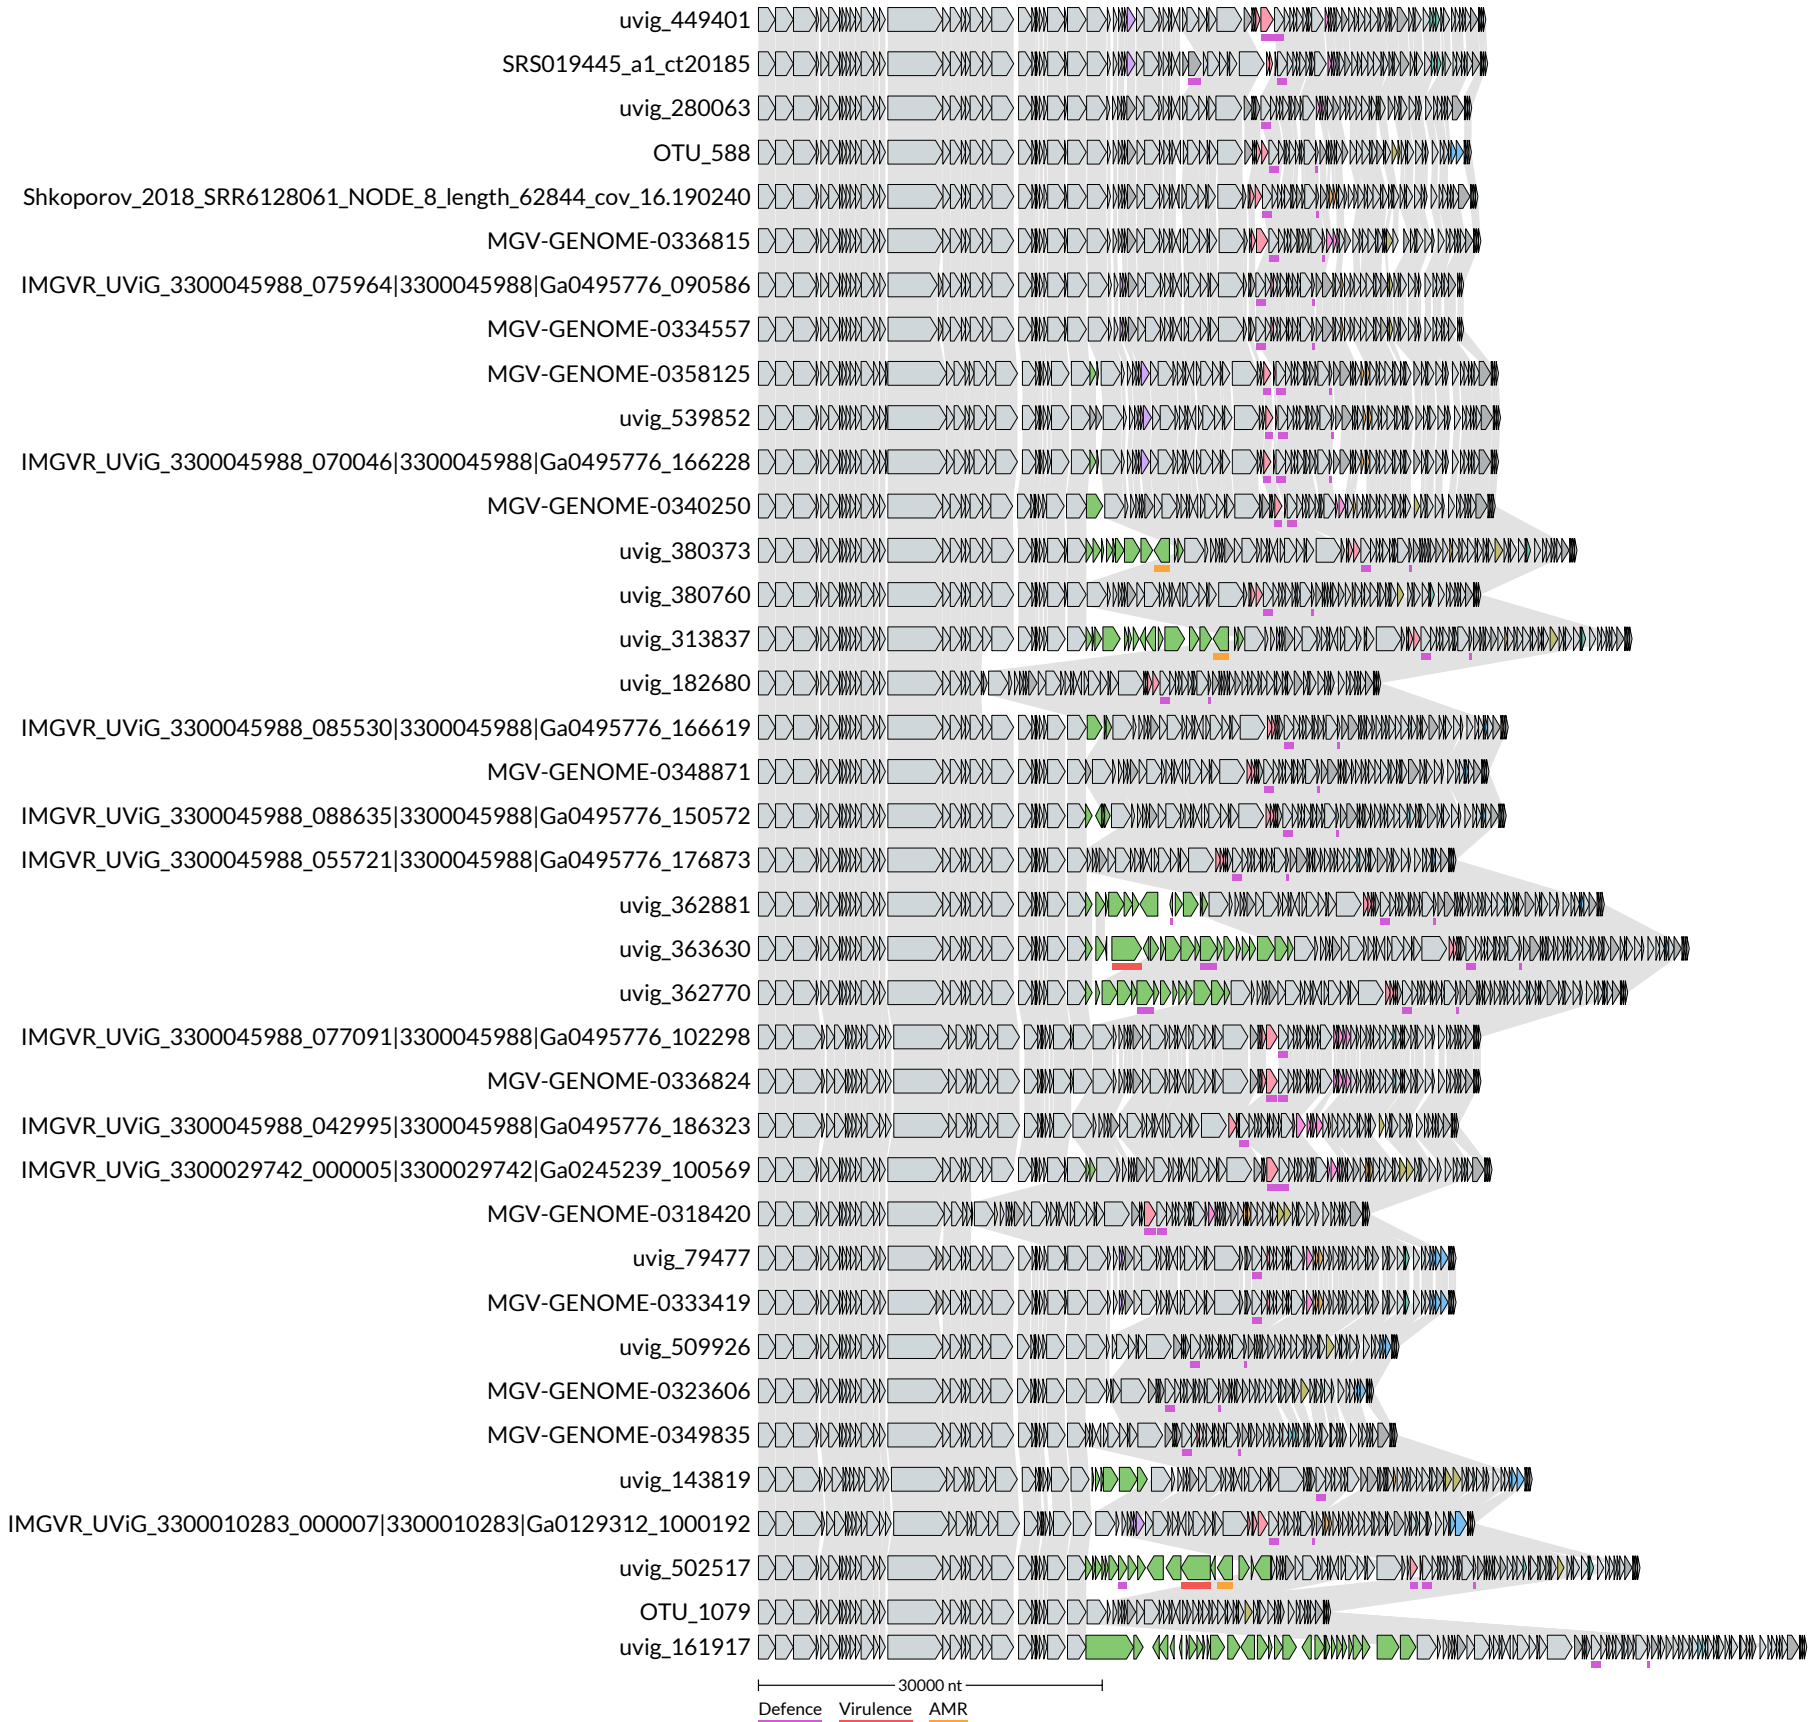 uvig_449401
SRS019445_a1_ct20185
uvig_280063
OTU_588
Shkoporov_2018_SRR6128061_NODE_8_length_62844_cov_16.190240
MGV-GENOME-0336815
IMGVR_UViG_3300045988_075964|3300045988|Ga0495776_090586
MGV-GENOME-0334557
MGV-GENOME-0358125
uvig_539852
IMGVR_UViG_3300045988_070046|3300045988|Ga0495776_166228
MGV-GENOME-0340250
uvig_380373
uvig_380760
uvig_313837
uvig_182680
IMGVR_UViG_3300045988_085530|3300045988|Ga0495776_166619
MGV-GENOME-0348871
IMGVR_UViG_3300045988_088635|3300045988|Ga0495776_150572
IMGVR_UViG_3300045988_055721|3300045988|Ga0495776_176873
uvig_362881
uvig_363630
uvig_362770
IMGVR_UViG_3300045988_077091|3300045988|Ga0495776_102298
MGV-GENOME-0336824
IMGVR_UViG_3300045988_042995|3300045988|Ga0495776_186323
IMGVR_UViG_3300029742_000005|3300029742|Ga0245239_100569
MGV-GENOME-0318420
uvig_79477
MGV-GENOME-0333419
uvig_509926
MGV-GENOME-0323606
MGV-GENOME-0349835
uvig_143819
IMGVR_UViG_3300010283_000007|3300010283|Ga0129312_1000192
uvig_502517
OTU_1079
uvig_161917
30000 nt
Defence Virulence AMR